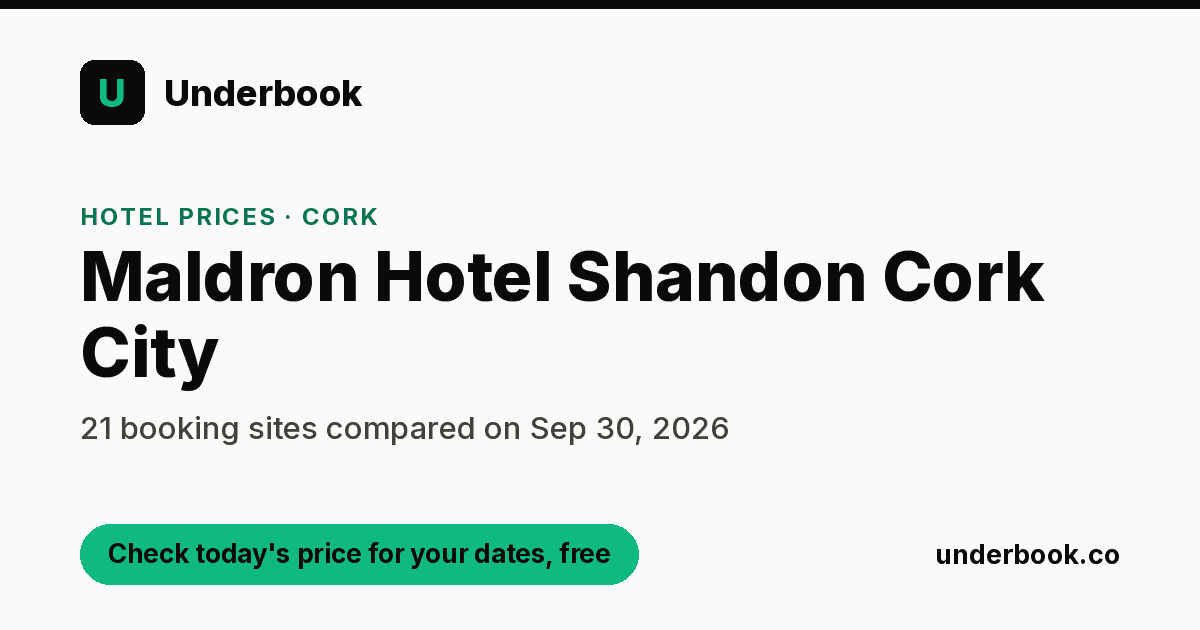 U Underbook
HOTEL PRICES · CORK
Maldron Hotel Shandon Cork
City
21 booking sites compared on Sep 30, 2026
Check today's price for your dates, free
underbook.co